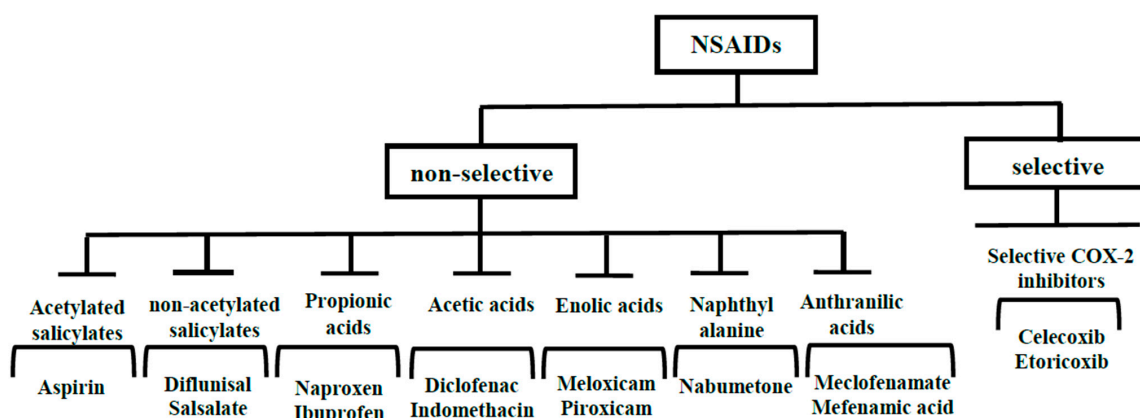 NSAIDs
non-selective
selective
Acetylated
salicylates
non-acetylated
salicylates
Propionic
acids
Acetic acids
Enolic acids
Naphthyl
alanine
Anthranilic
acids
Selective COX-2
inhibitors
Aspirin
Diflunisal
Salsalate
Naproxen
Ibuprofen
Diclofenac
Indomethacin
Meloxicam
Piroxicam
Nabumetone
Meclofenamate
Mefenamic acid
Celecoxib
Etoricoxib